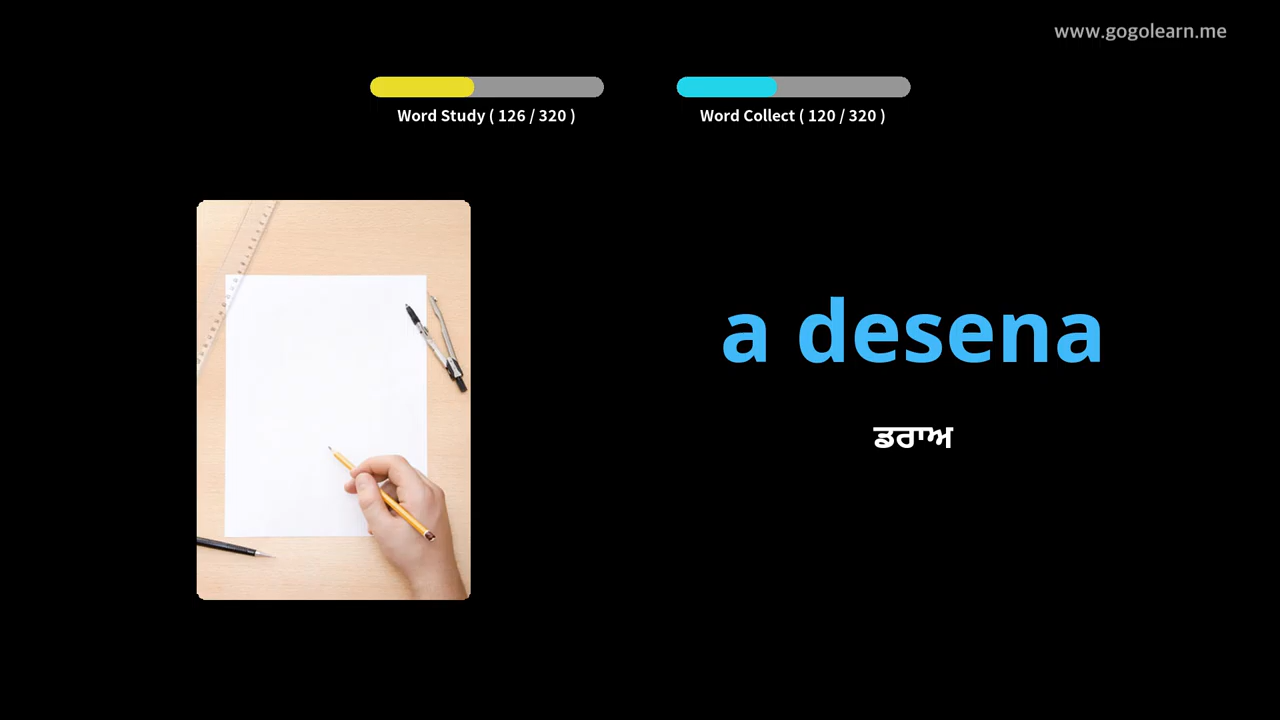 www.gogolearn.me
Word Study ( 126 / 320 )
Word Collect ( 120 / 320 )
a desena
ਡਰਾਅ